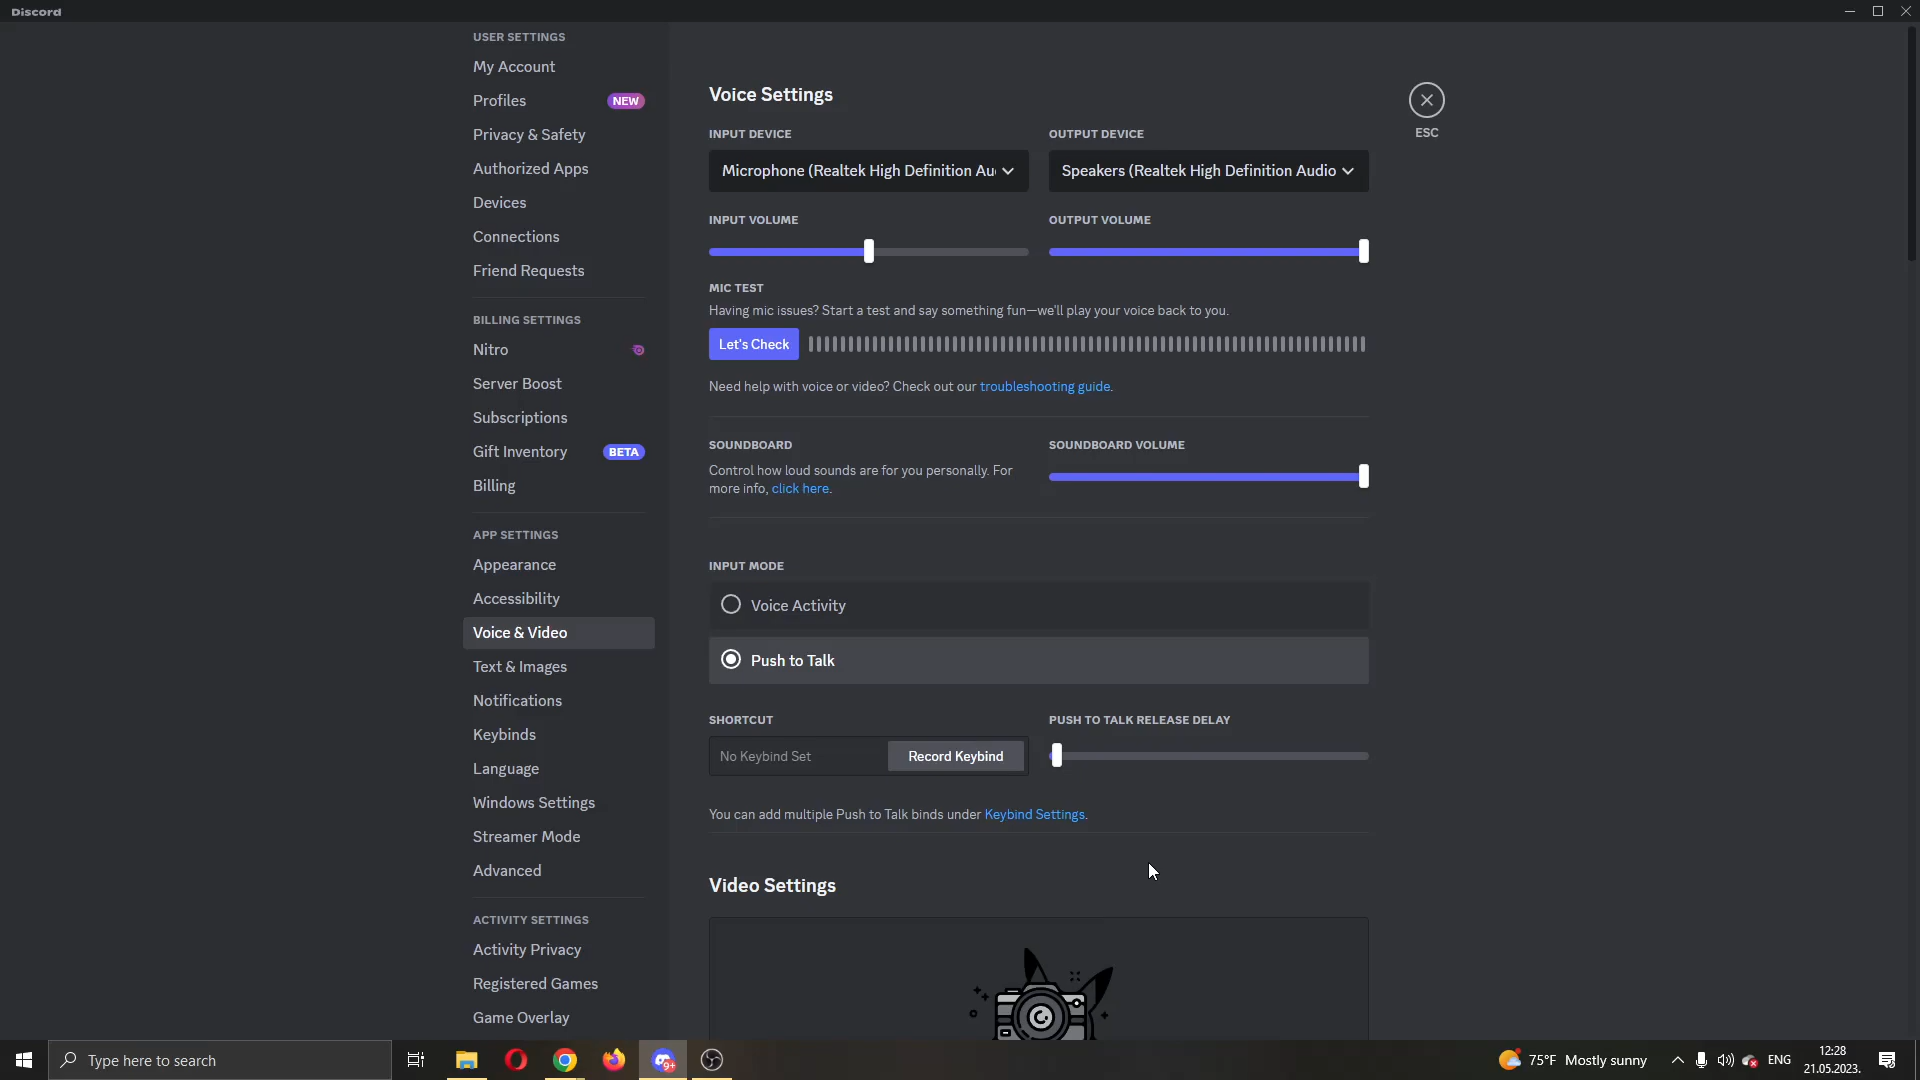 Discord
USER SETTINGS
My Account
Profiles NEW
Privacy & Safety
Authorized Apps
Devices
Connections
Friend Requests
BILLING SETTINGS
Nitro
Server Boost
Subscriptions
Gift Inventory BETA
Billing
APP SETTINGS
Appearance
Accessibility
Voice & Video
Text & Images
Notifications
Keybinds
Language
Windows Settings
Streamer Mode
Advanced
ACTIVITY SETTINGS
Activity Privacy
Registered Games
Game Overlay
Voice Settings
ESC
INPUT DEVICE
OUTPUT DEVICE
Microphone (Realtek High Definition Au
Speakers (Realtek High Definition Audio
INPUT VOLUME
OUTPUT VOLUME
MIC TEST
Having mic issues? Start a test and say something fun—we'll play your voice back to you.
Let's Check
Need help with voice or video? Check out our troubleshooting guide.
SOUNDBOARD
SOUNDBOARD VOLUME
Control how loud sounds are for you personally. For
more info, click here.
INPUT MODE
Voice Activity
Push to Talk
SHORTCUT
PUSH TO TALK RELEASE DELAY
No Keybind Set
Record Keybind
You can add multiple Push to Talk binds under Keybind Settings.
Video Settings
Type here to search
9+
75°F Mostly sunny
ENG
12:28
21.05.2023.